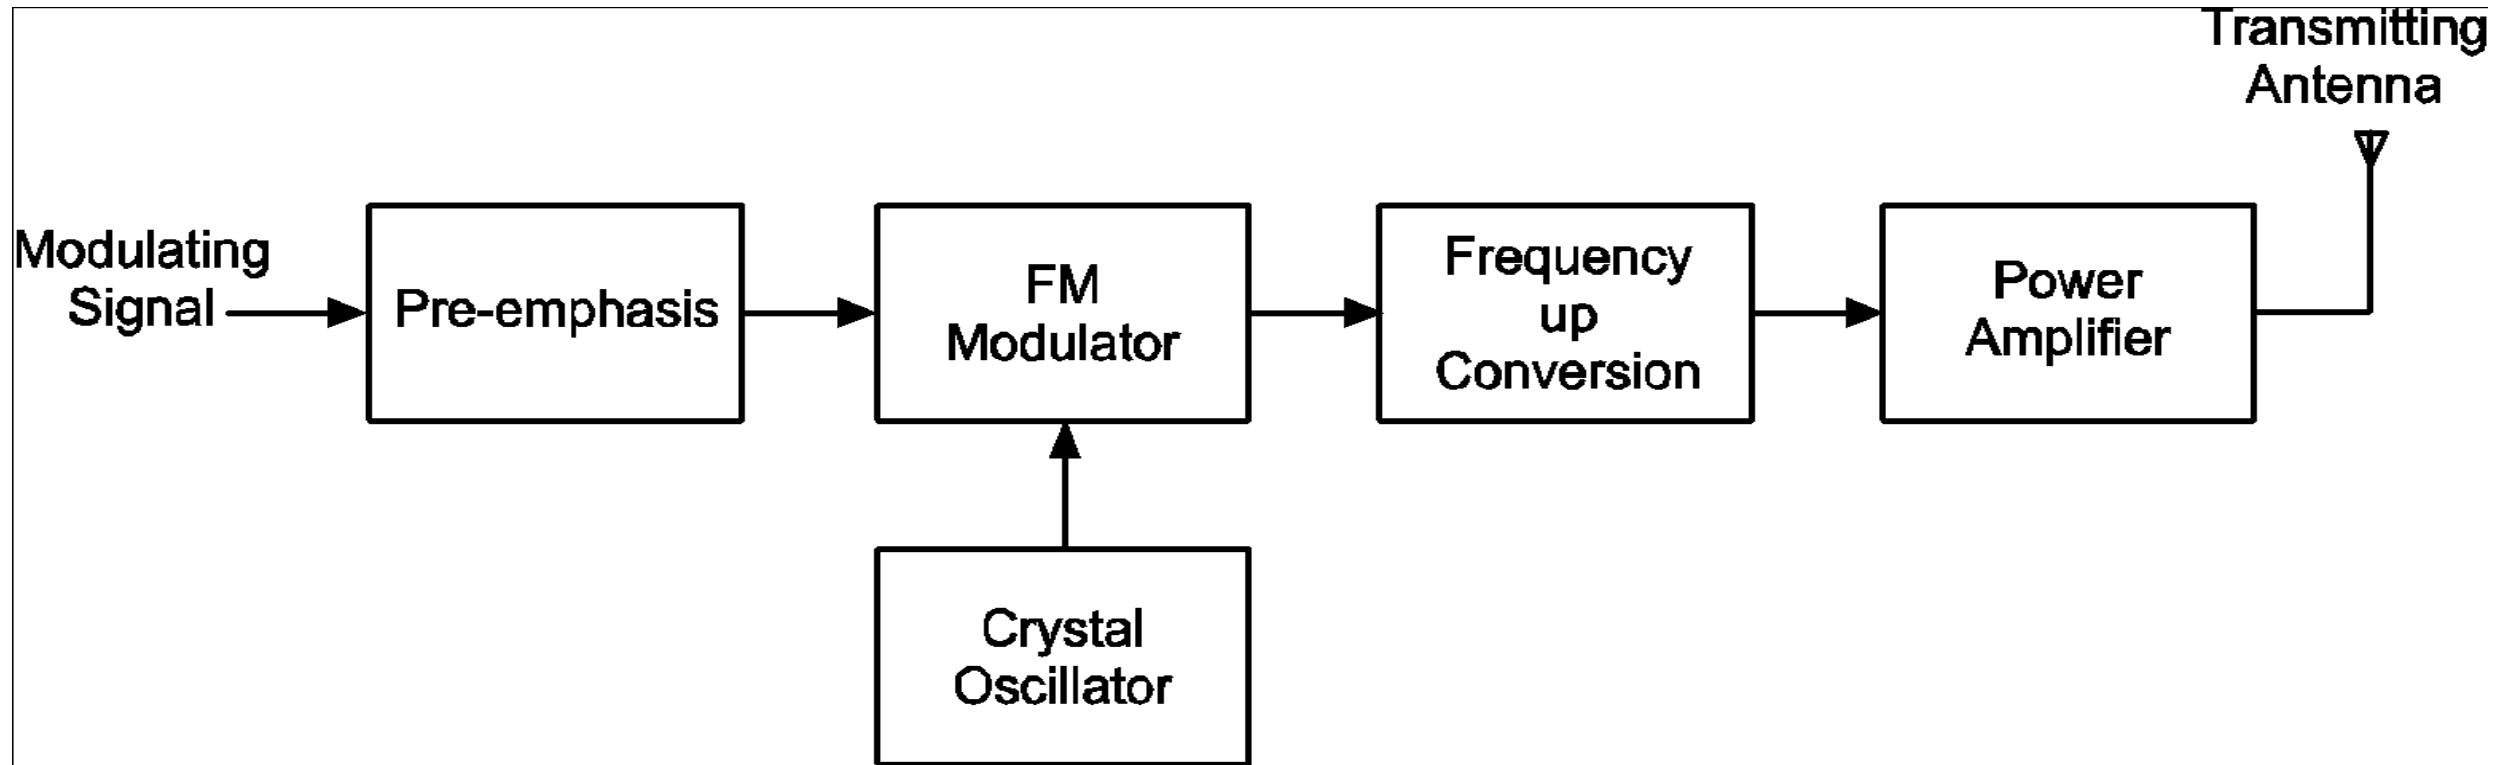 Transmitting
Antenna
Modulating
Signal
Pre-emphasis
FM
Modulator
Frequency
up
Conversion
Power
Amplifier
Crystal
Oscillator